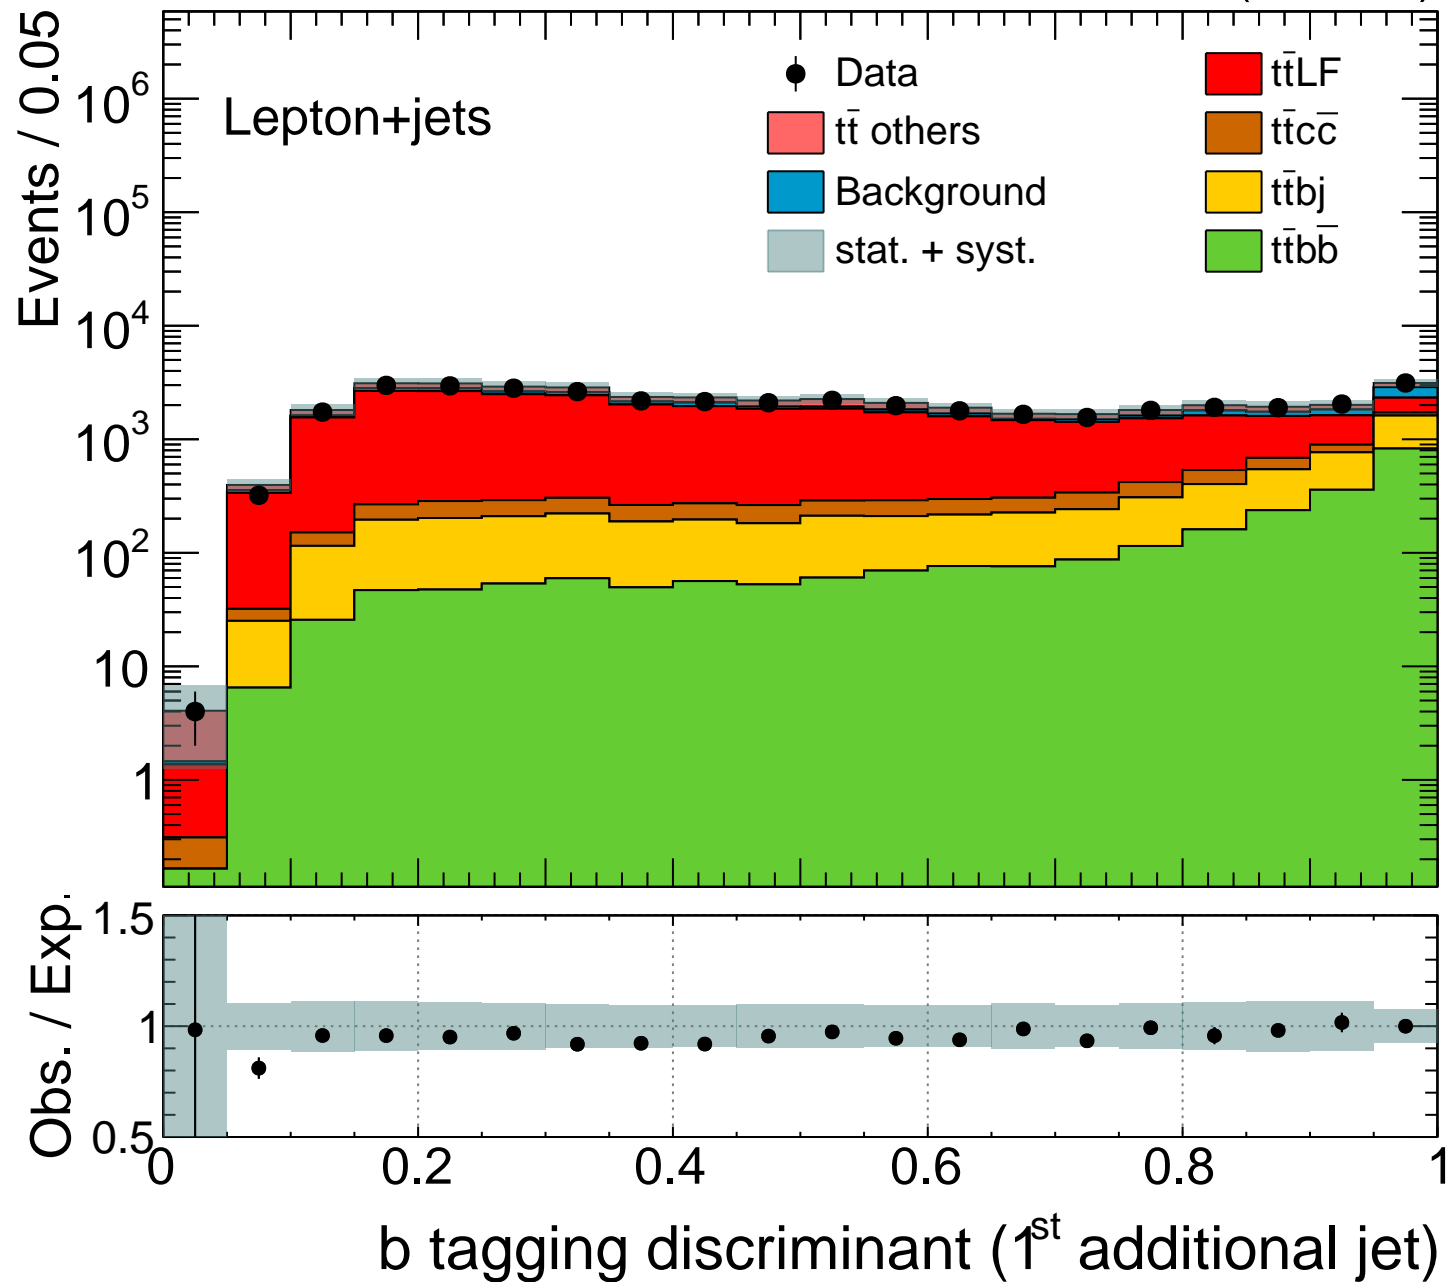 Events / 0.05
10⁶
10⁵
10⁴
10³
10²
10
1
Lepton+jets
Data
tt̄ others
Background
stat. + syst.
tt̄LF
tt̄cc̄
tt̄bj
tt̄bb̄
Obs. / Exp.
1.5
1
0.5
0 0.2 0.4 0.6 0.8 1
b tagging discriminant (1ˢᵗ additional jet)